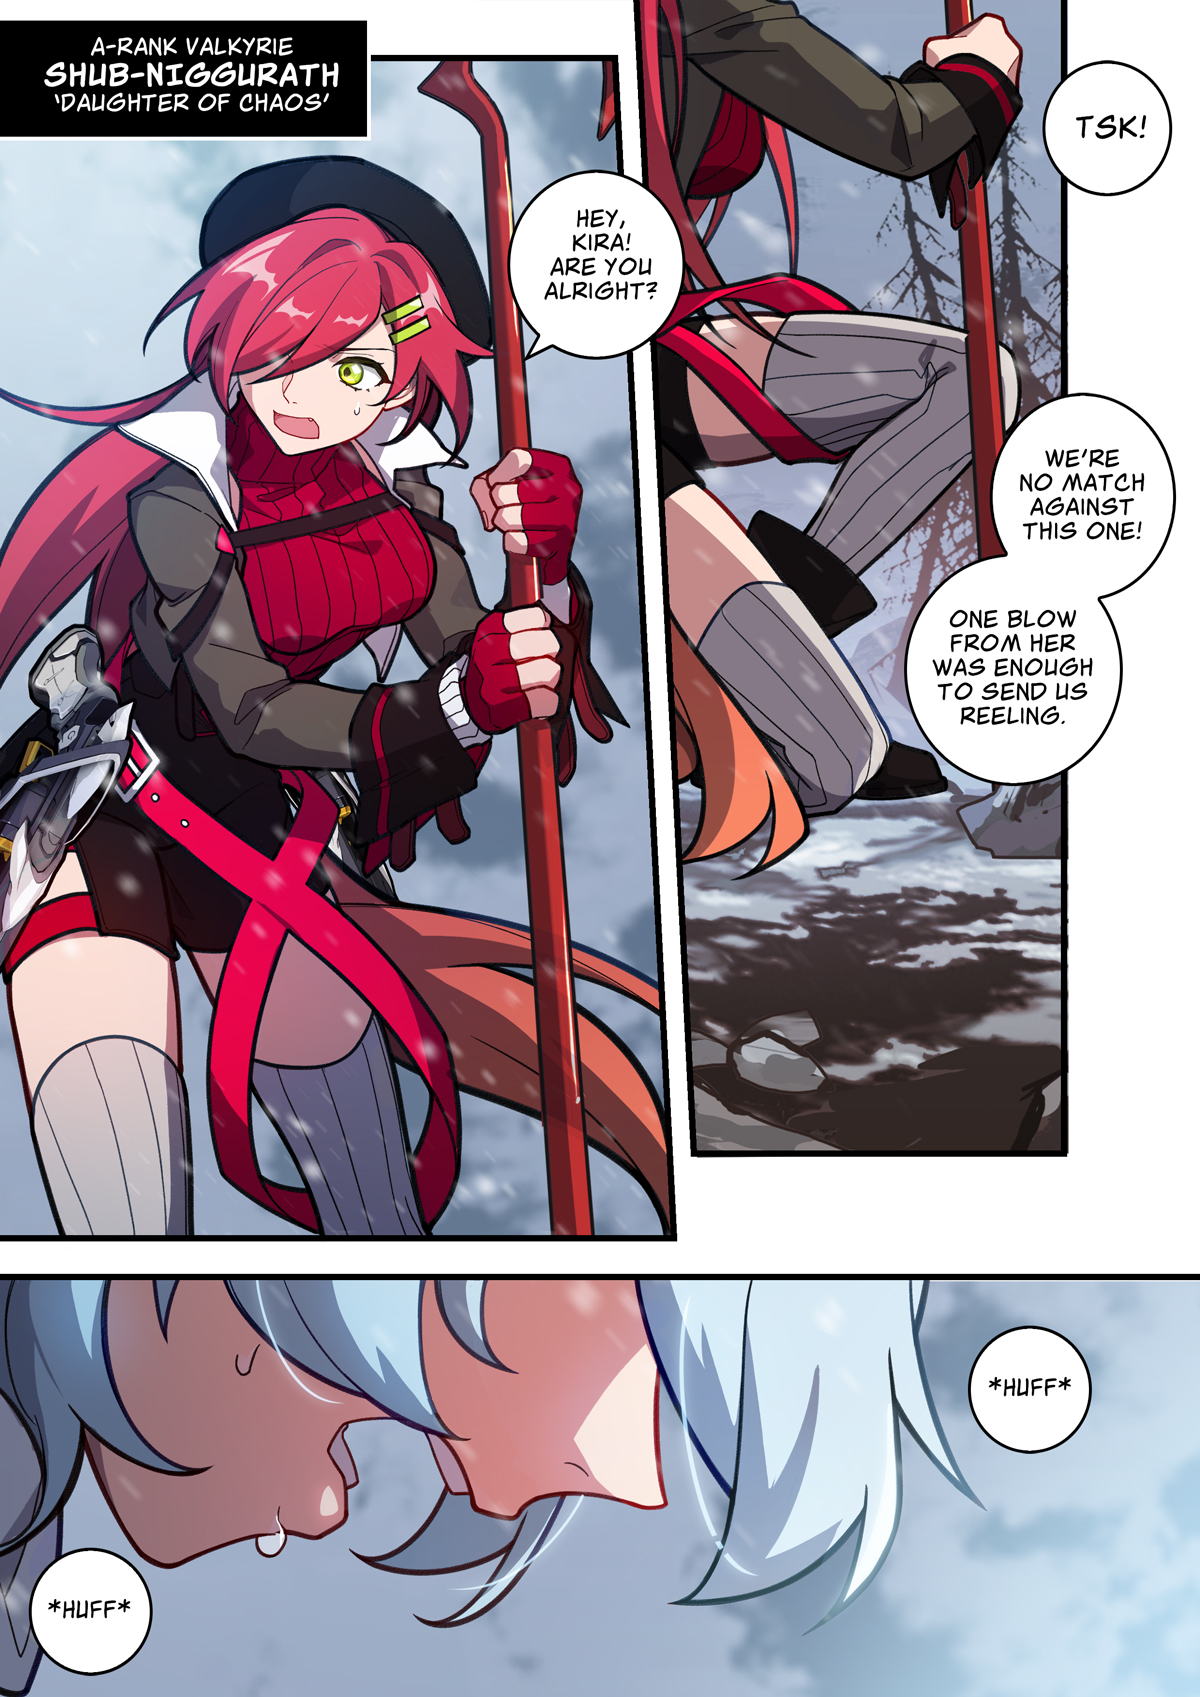 A-RANK VALKYRIE
SHUB-NIGGURATH
'DAUGHTER OF CHAOS'
HEY,
KIRA!
ARE YOU
ALRIGHT?
TSK!
WE'RE
NO MATCH
AGAINST
THIS ONE!
ONE BLOW
FROM HER
WAS ENOUGH
TO SEND US
REELING.
*HUFF*
*HUFF*